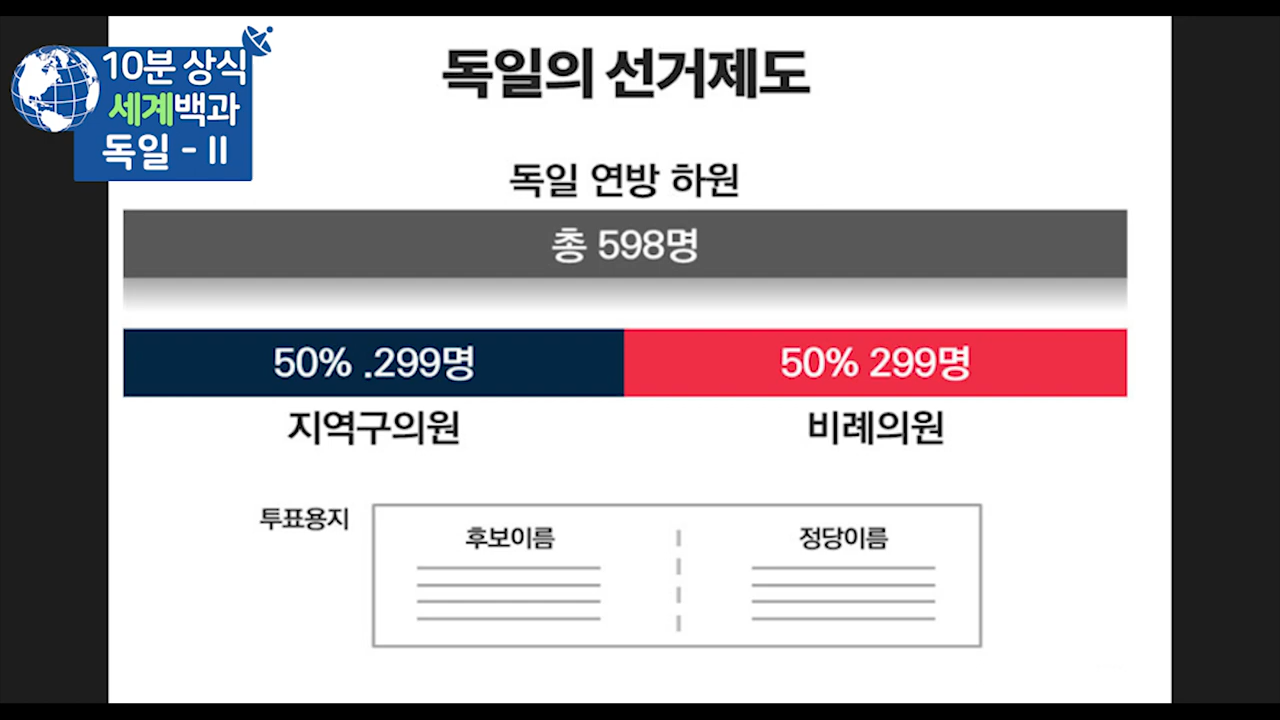 10분 상식
세계백과
독일 - II
독일의 선거제도
독일 연방 하원
총 598명
50% .299명
50% 299명
지역구의원
비례의원
투표용지
후보이름
정당이름